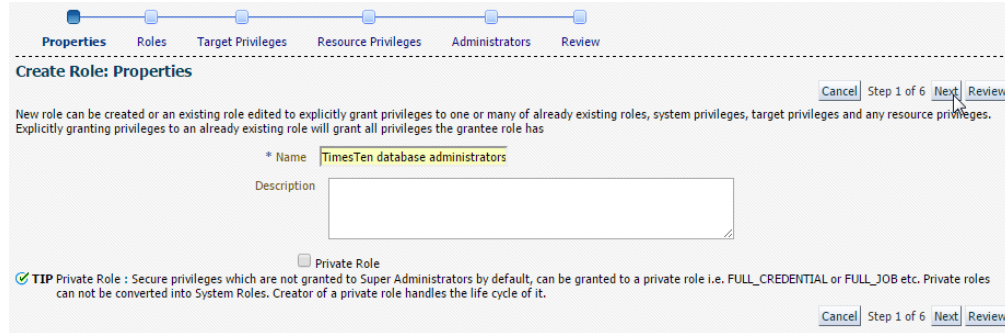 Properties Roles Target Privileges Resource Privileges Administrators Review
Create Role: Properties
Cancel Step 1 of 6 Next Review
New role can be created or an existing role edited to explicitly grant privileges to one or many of already existing roles, system privileges, target privileges and any resource privileges.
Explicitly granting privileges to an already existing role will grant all privileges the grantee role has
* Name TimesTen database administrators
Description
Private Role
TIP Private Role : Secure privileges which are not granted to Super Administrators by default, can be granted to a private role i.e. FULL_CREDENTIAL or FULL_JOB etc. Private roles
can not be converted into System Roles. Creator of a private role handles the life cycle of it.
Cancel Step 1 of 6 Next Review